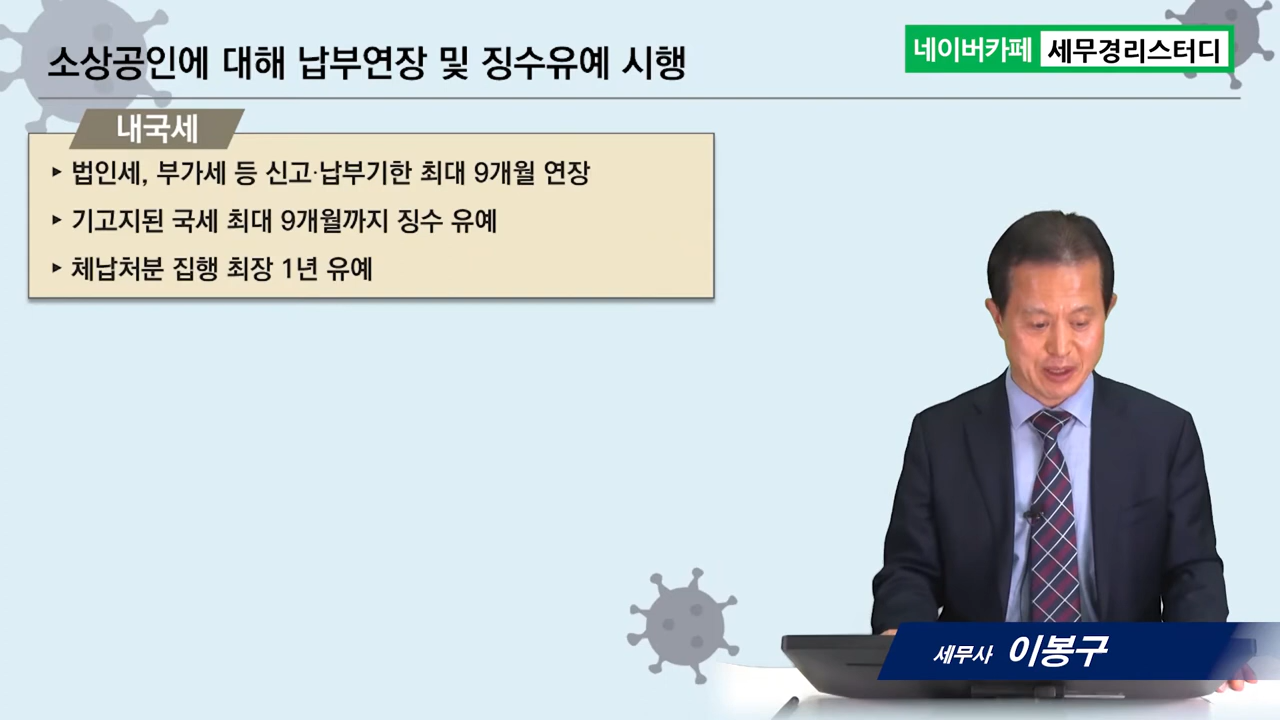 소상공인에 대해 납부연장 및 징수유예 시행
네이버카페 세무경리스터디
내국세
▸ 법인세, 부가세 등 신고·납부기한 최대 9개월 연장
▸ 기고지된 국세 최대 9개월까지 징수 유예
▸ 체납처분 집행 최장 1년 유예
세무사 이봉구